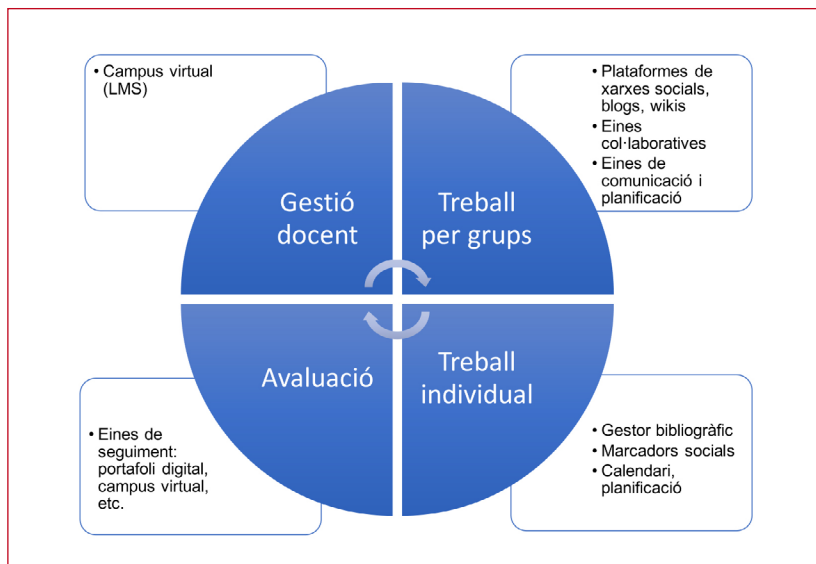 • Campus virtual
(LMS)
Gestió
docent
Treball
per grups
• Plataformes de
xarxes socials,
blogs, wikis
• Eines
col·laboratives
• Eines de
comunicació i
planificació
Avaluació
Treball
individual
• Eines de
seguiment:
portafoli digital,
campus virtual,
etc.
• Gestor bibliogràfic
• Marcadors socials
• Calendari,
planificació